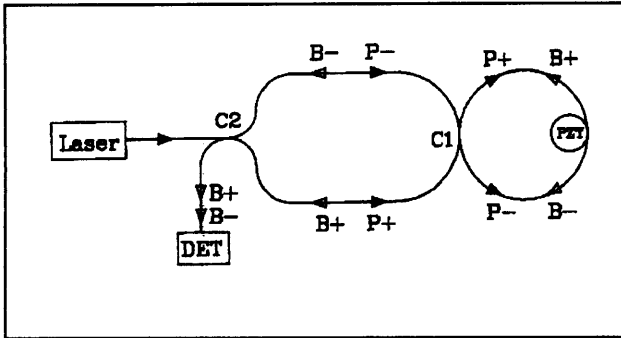 B- P- P+ B+
C2
Laser
C1
PZT
B+
B-
B+ P+ P- B-
DET